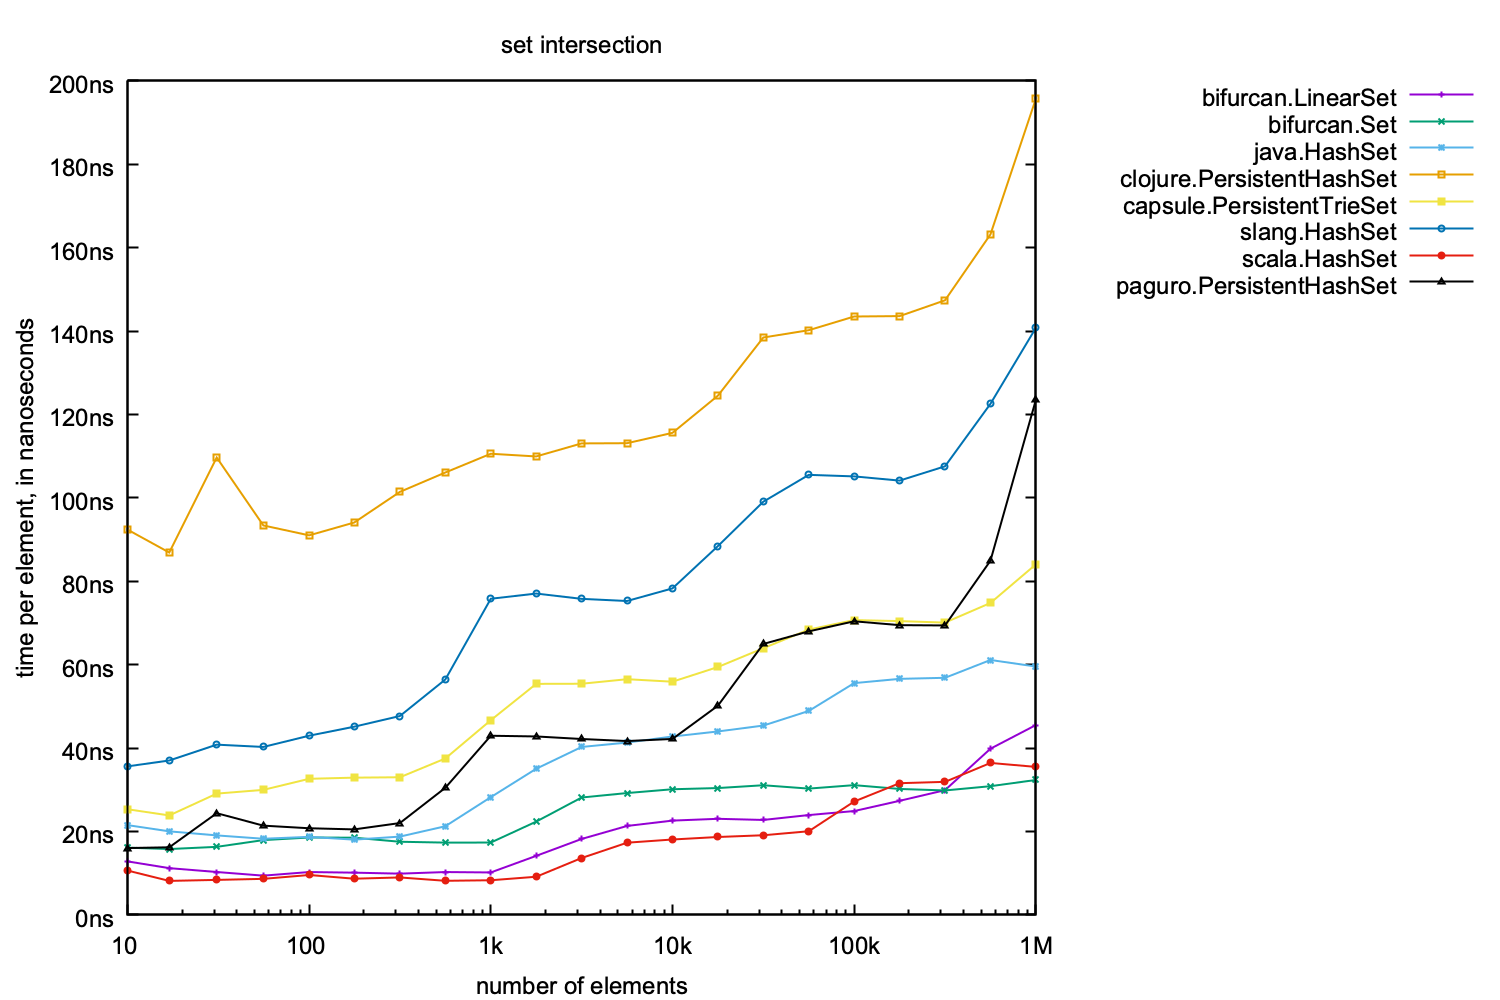 set intersection
200ns
180ns
160ns
140ns
120ns
100ns
80ns
60ns
40ns
20ns
0ns
time per element, in nanoseconds
10 100 1k 10k 100k 1M
number of elements
bifurcan.LinearSet
bifurcan.Set
java.HashSet
clojure.PersistentHashSet
capsule.PersistentTrieSet
slang.HashSet
scala.HashSet
paguro.PersistentHashSet